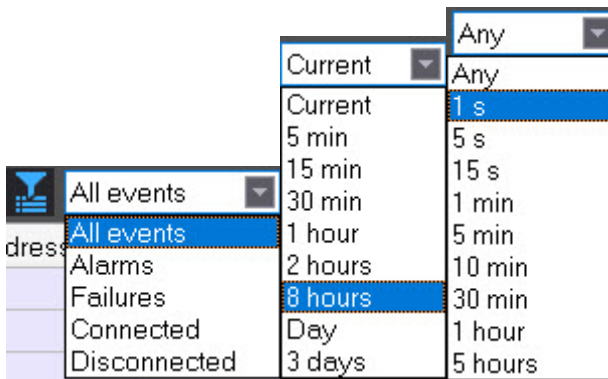 All events
dress
All events
Alarms
Failures
Connected
Disconnected
Current
Current
5 min
15 min
30 min
1 hour
2 hours
8 hours
Day
3 days
Any
Any
1 s
5 s
15 s
1 min
5 min
10 min
30 min
1 hour
5 hours